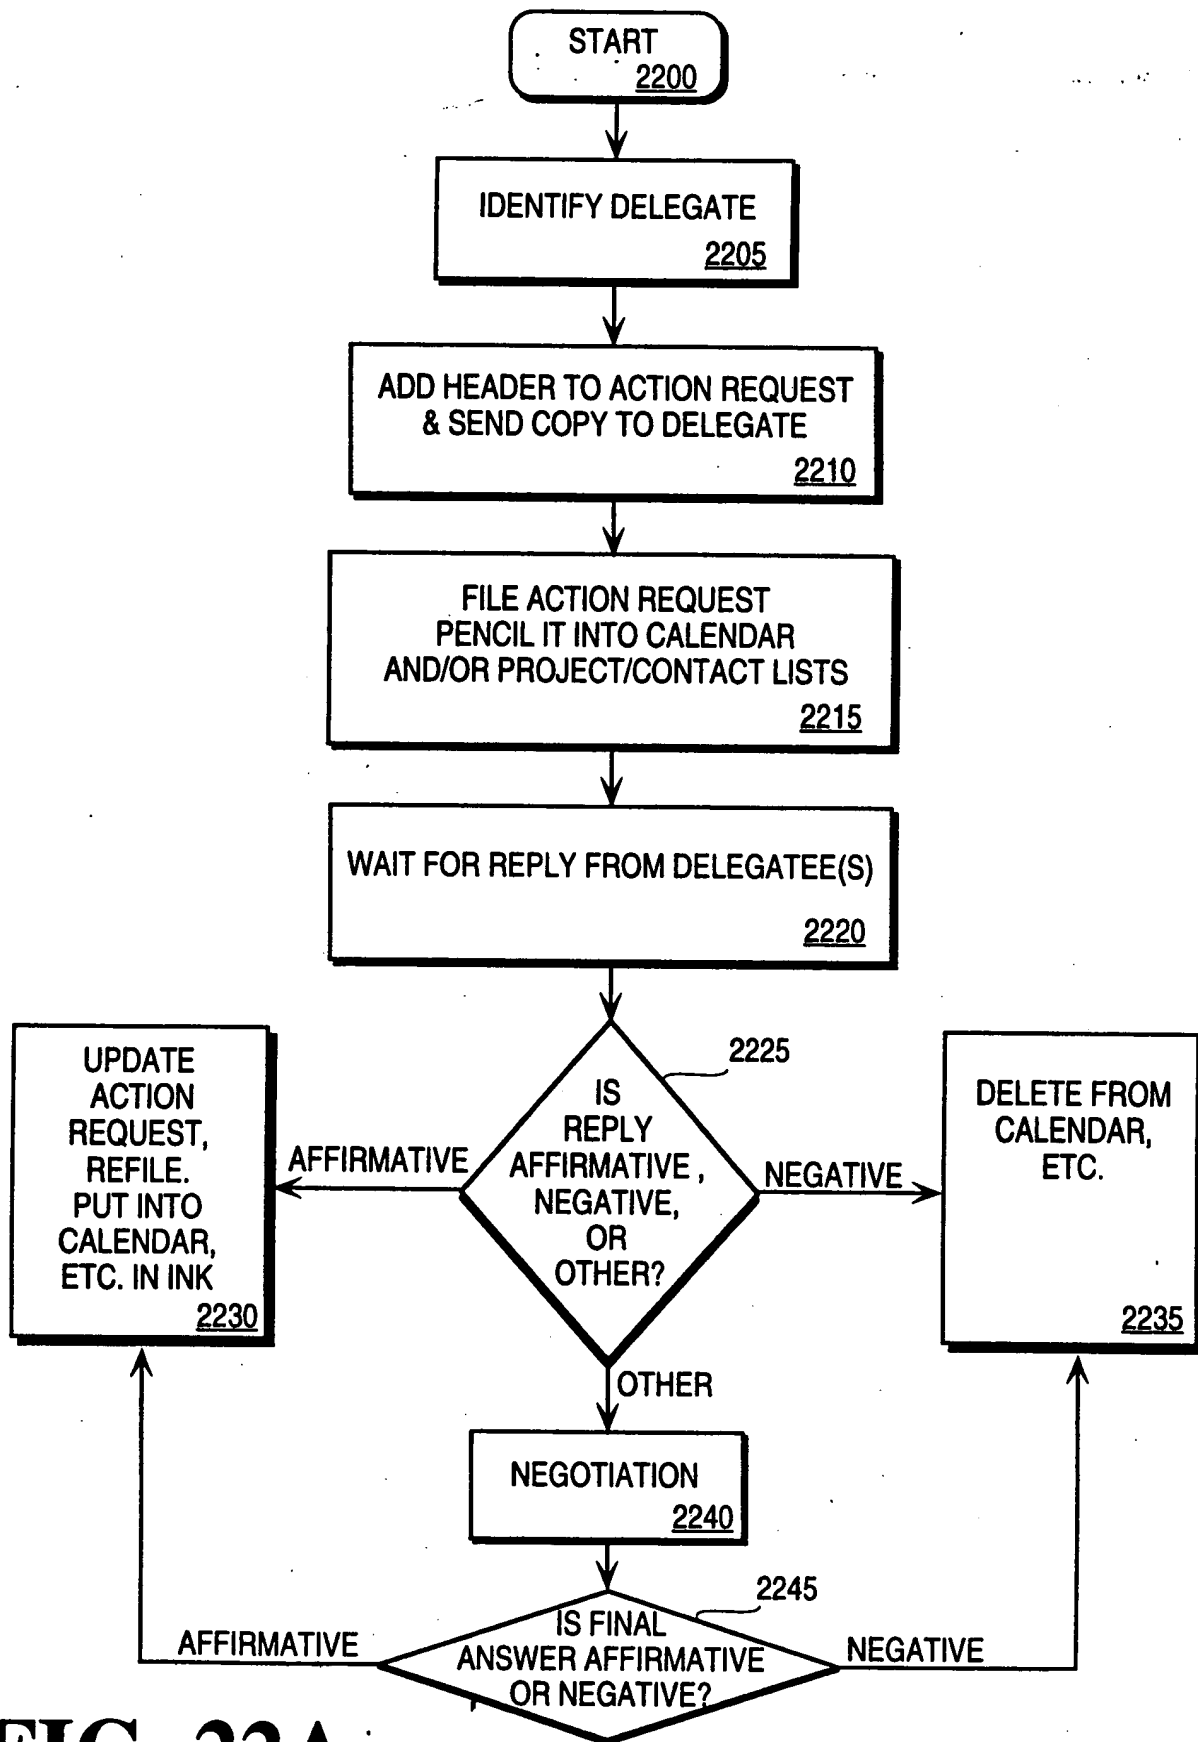 START
2200
IDENTIFY DELEGATE
2205
ADD HEADER TO ACTION REQUEST
& SEND COPY TO DELEGATE
2210
FILE ACTION REQUEST
PENCIL IT INTO CALENDAR
AND/OR PROJECT/CONTACT LISTS
2215
WAIT FOR REPLY FROM DELEGATEE(S)
2220
2225
IS
REPLY
AFFIRMATIVE,
NEGATIVE,
OR
OTHER?
AFFIRMATIVE
NEGATIVE
UPDATE
ACTION
REQUEST,
REFILE.
PUT INTO
CALENDAR,
ETC. IN INK
2230
DELETE FROM
CALENDAR,
ETC.
2235
OTHER
NEGOTIATION
2240
2245
IS FINAL
ANSWER AFFIRMATIVE
OR NEGATIVE?
AFFIRMATIVE
NEGATIVE
FIG. 22A